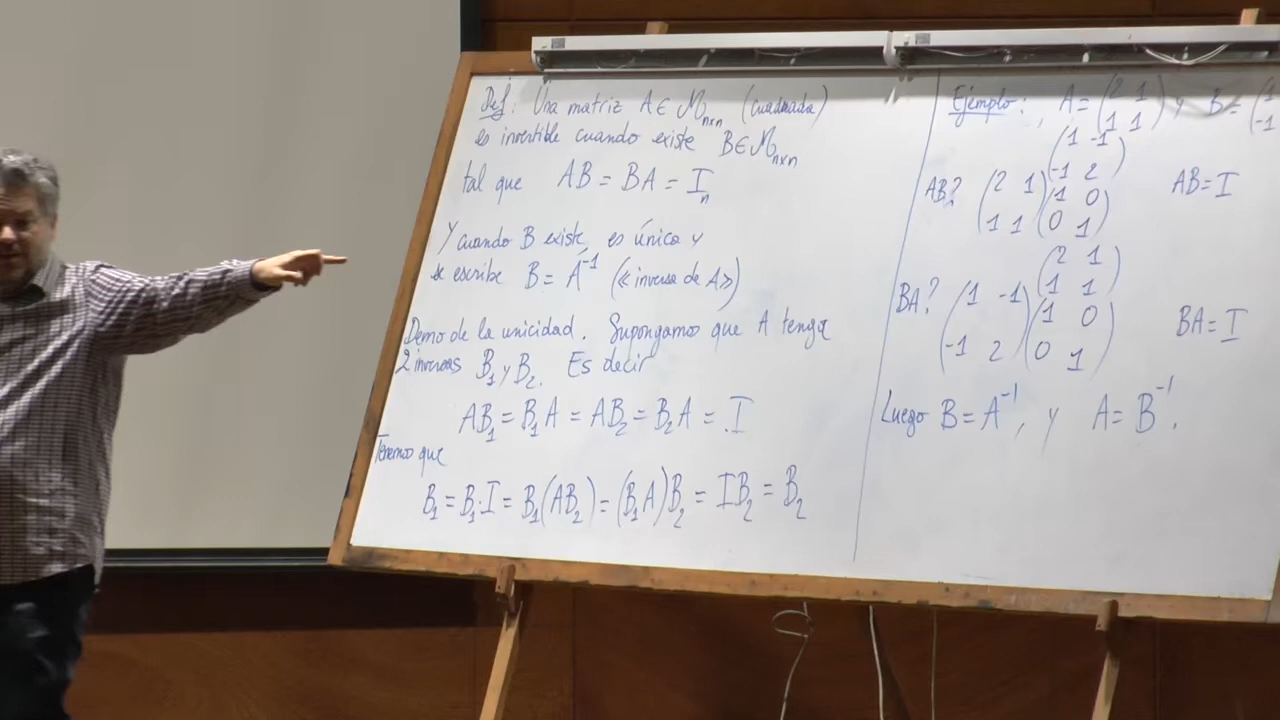 Def: Una matriz A ∈ M_{n×n} (cuadrada)
es invertible cuando existe B ∈ M_{n×n}
tal que AB = BA = I_n
Y cuando B existe, es única y
se escribe B = A^{-1} (≪inversa de A≫)
Demo de la unicidad. Supongamos que A tenga
2 inversas B_1 y B_2. Es decir
AB_1 = B_1A = AB_2 = B_2A = I
Tenemos que
B_1 = B_1·I = B_1(AB_2) = (B_1A)B_2 = IB_2 = B_2
Ejemplo: A = (2 1
1 1) y B = (1
-1
(1 -1
-1 2)
AB? (2 1
1 1) (1 0
0 1) AB = I
(2 1
1 1)
BA? (1 -1
-1 2) (1 0
0 1) BA = I
Luego B = A^{-1}, y A = B^{-1}.